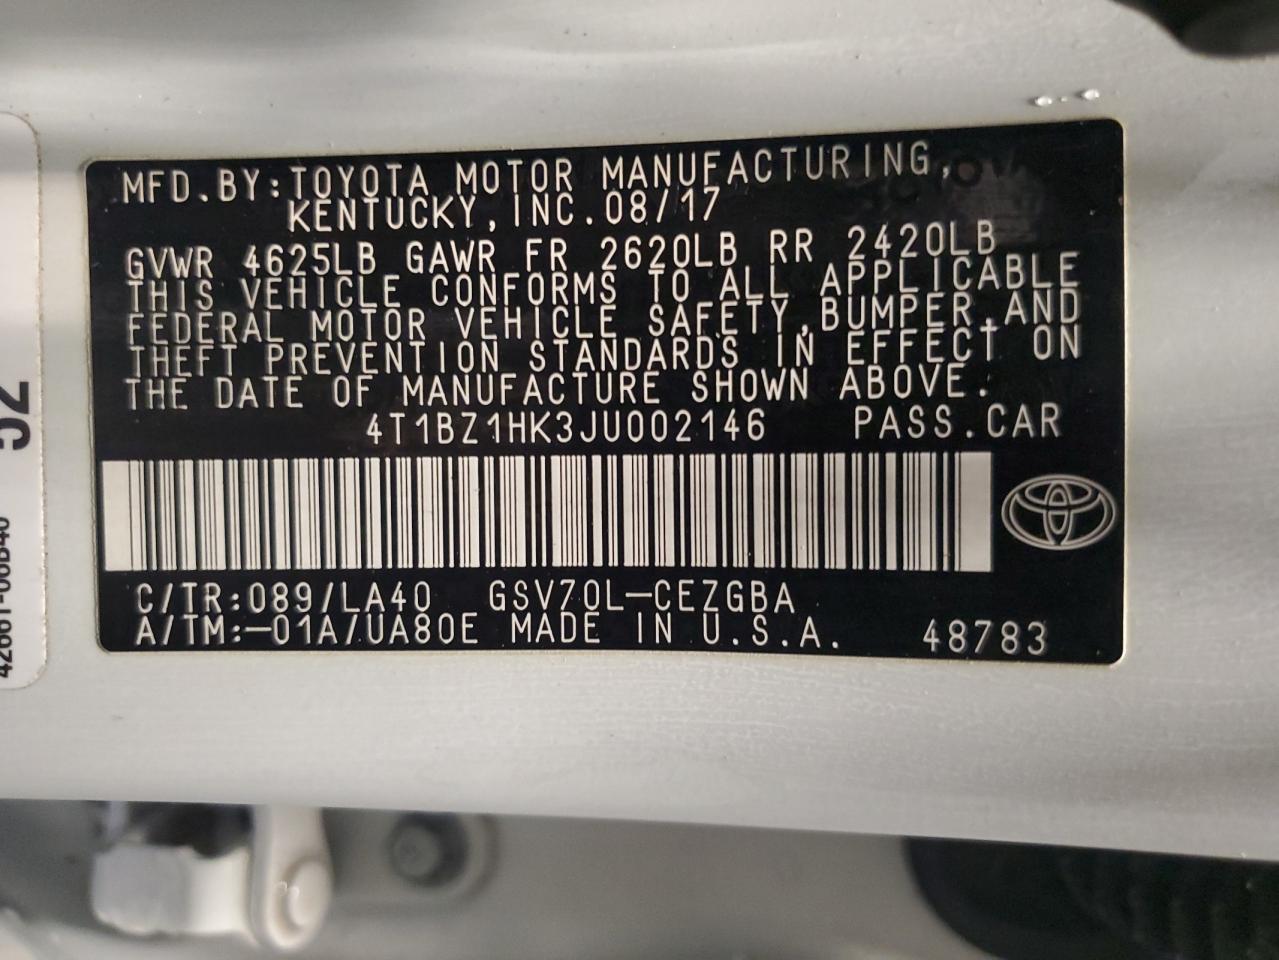 MFD.BY:TOYOTA MOTOR MANUFACTURING,
KENTUCKY,INC.08/17
GVWR 4625LB GAWR FR 2620LB RR 2420LB
THIS VEHICLE CONFORMS TO ALL APPLICABLE
FEDERAL MOTOR VEHICLE SAFETY,BUMPER,AND
THEFT PREVENTION STANDARDS IN EFFECT ON
THE DATE OF MANUFACTURE SHOWN ABOVE.
4T1BZ1HK3JU002146 PASS.CAR
C/TR:089/LA40 GSV70L-CEZGBA
A/TM:-01A/UA80E MADE IN U.S.A. 48783
52